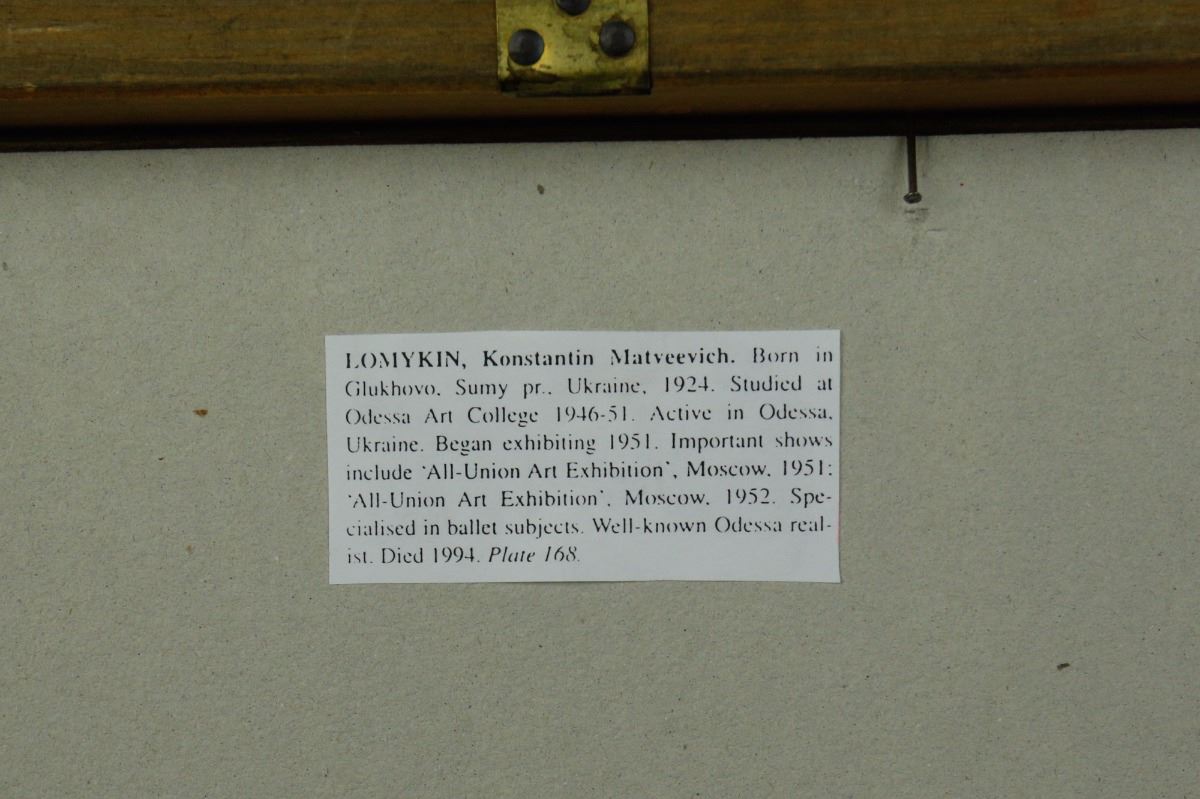 LOMYKIN, Konstantin Matveevich. Born in
Glukhovo, Sumy pr., Ukraine, 1924. Studied at
Odessa Art College 1946-51. Active in Odessa,
Ukraine. Began exhibiting 1951. Important shows
include ‘All-Union Art Exhibition’, Moscow, 1951;
‘All-Union Art Exhibition’, Moscow, 1952. Spe-
cialised in ballet subjects. Well-known Odessa real-
ist. Died 1994. Plate 168.